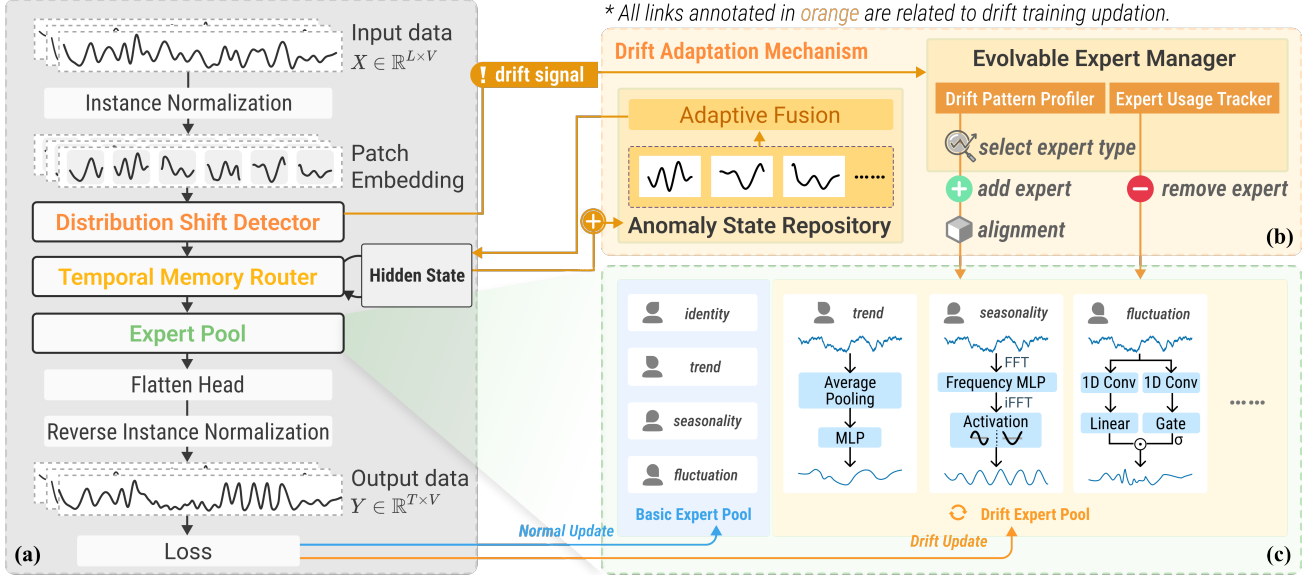 * All links annotated in orange are related to drift training updation.
Input data
X ∈ ℝ^{L×V}
Instance Normalization
Patch
Embedding
Distribution Shift Detector
Temporal Memory Router
Hidden State
Expert Pool
Flatten Head
Reverse Instance Normalization
Output data
Y ∈ ℝ^{T×V}
Loss
(a)
! drift signal
Drift Adaptation Mechanism
Adaptive Fusion
......
Anomaly State Repository
Evolvable Expert Manager
Drift Pattern Profiler
Expert Usage Tracker
select expert type
add expert
remove expert
alignment
(b)
identity
trend
seasonality
fluctuation
Basic Expert Pool
trend
Average
Pooling
MLP
seasonality
FFT
Frequency MLP
iFFT
Activation
fluctuation
1D Conv
1D Conv
Linear
Gate
σ
......
Drift Expert Pool
Normal Update
Drift Update
(c)